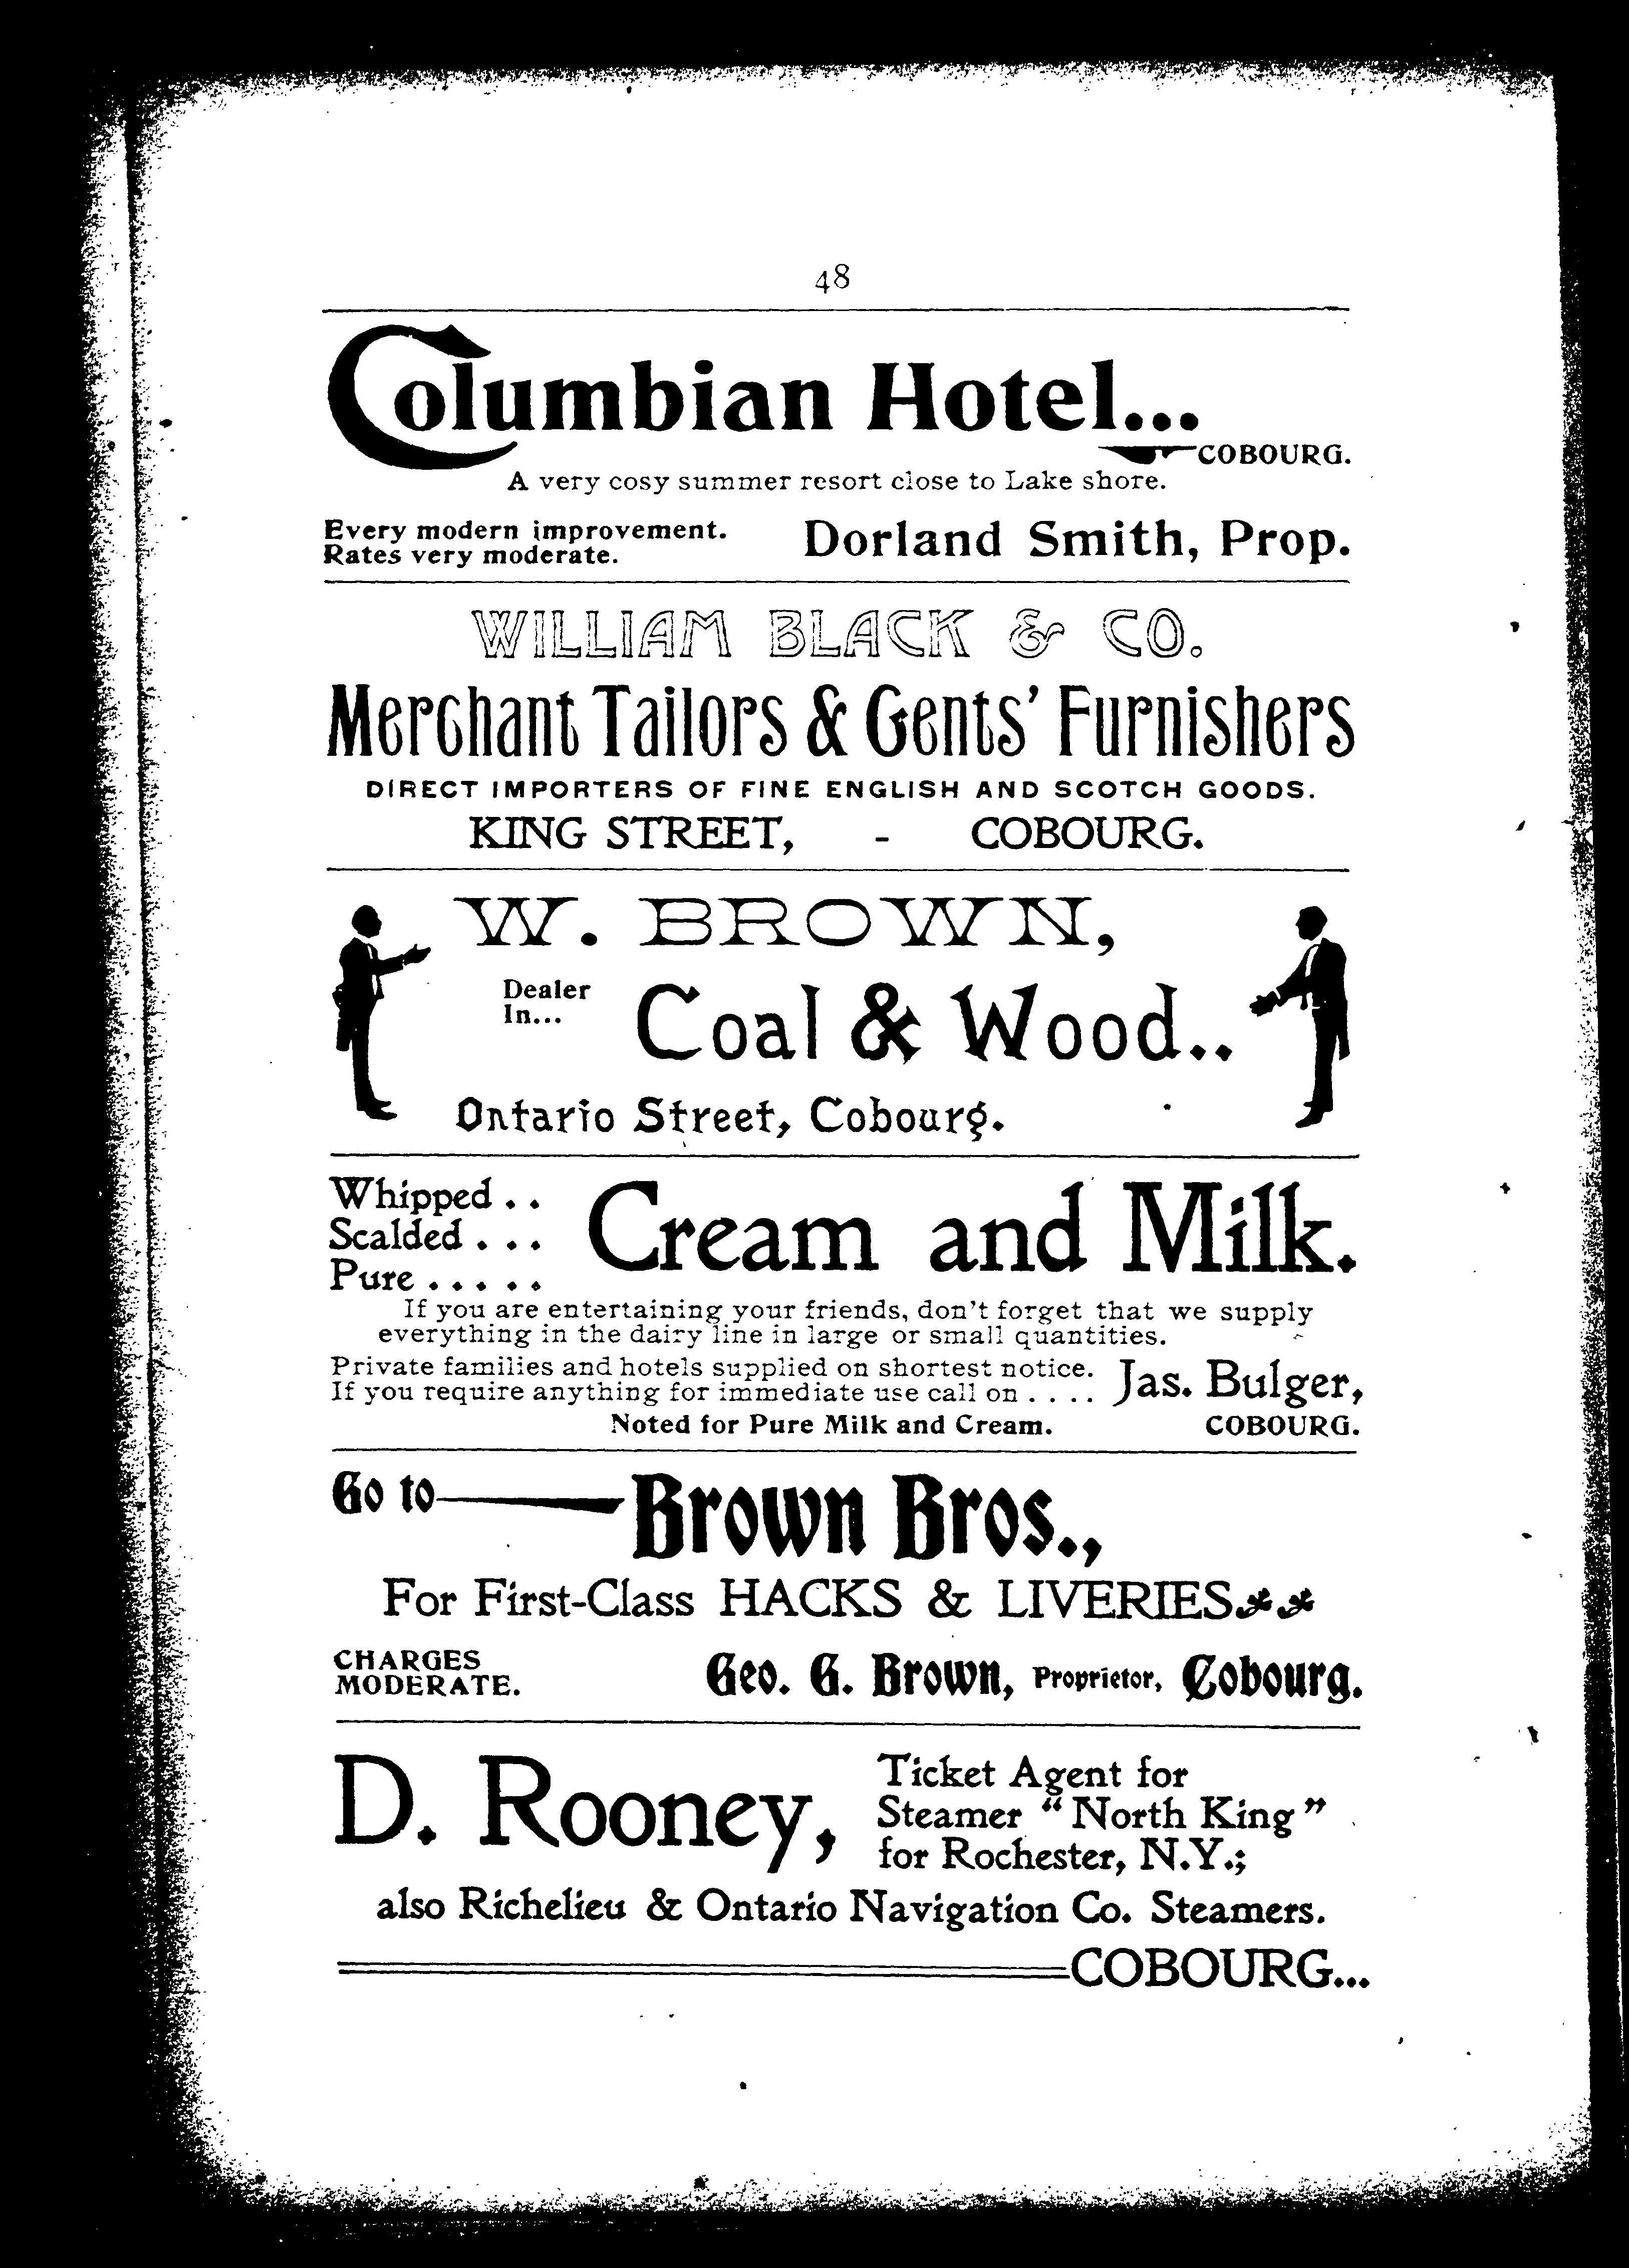 48
Columbian Hotel...
COBOURG.
A very cosy summer resort close to Lake shore.
Every modern improvement.
Rates very moderate.
Dorland Smith, Prop.
WILLIAM BLACK & CO.
Merchant Tailors & Gents' Furnishers
DIRECT IMPORTERS OF FINE ENGLISH AND SCOTCH GOODS.
KING STREET, - COBOURG.
W. BROWN,
Dealer
In...
Coal & Wood..
Ontario Street, Cobourg.
Whipped . .
Scalded . . .
Pure . . . . .
Cream and Milk.
If you are entertaining your friends, don't forget that we supply
everything in the dairy line in large or small quantities.
Private families and hotels supplied on shortest notice.
If you require anything for immediate use call on . . . .
Jas. Bulger,
Noted for Pure Milk and Cream. COBOURG.
Go to Brown Bros.,
For First-Class HACKS & LIVERIES
CHARGES
MODERATE.
Geo. G. Brown, Proprietor, Cobourg.
D. Rooney,
Ticket Agent for
Steamer "North King"
for Rochester, N.Y.;
also Richelieu & Ontario Navigation Co. Steamers.
COBOURG...